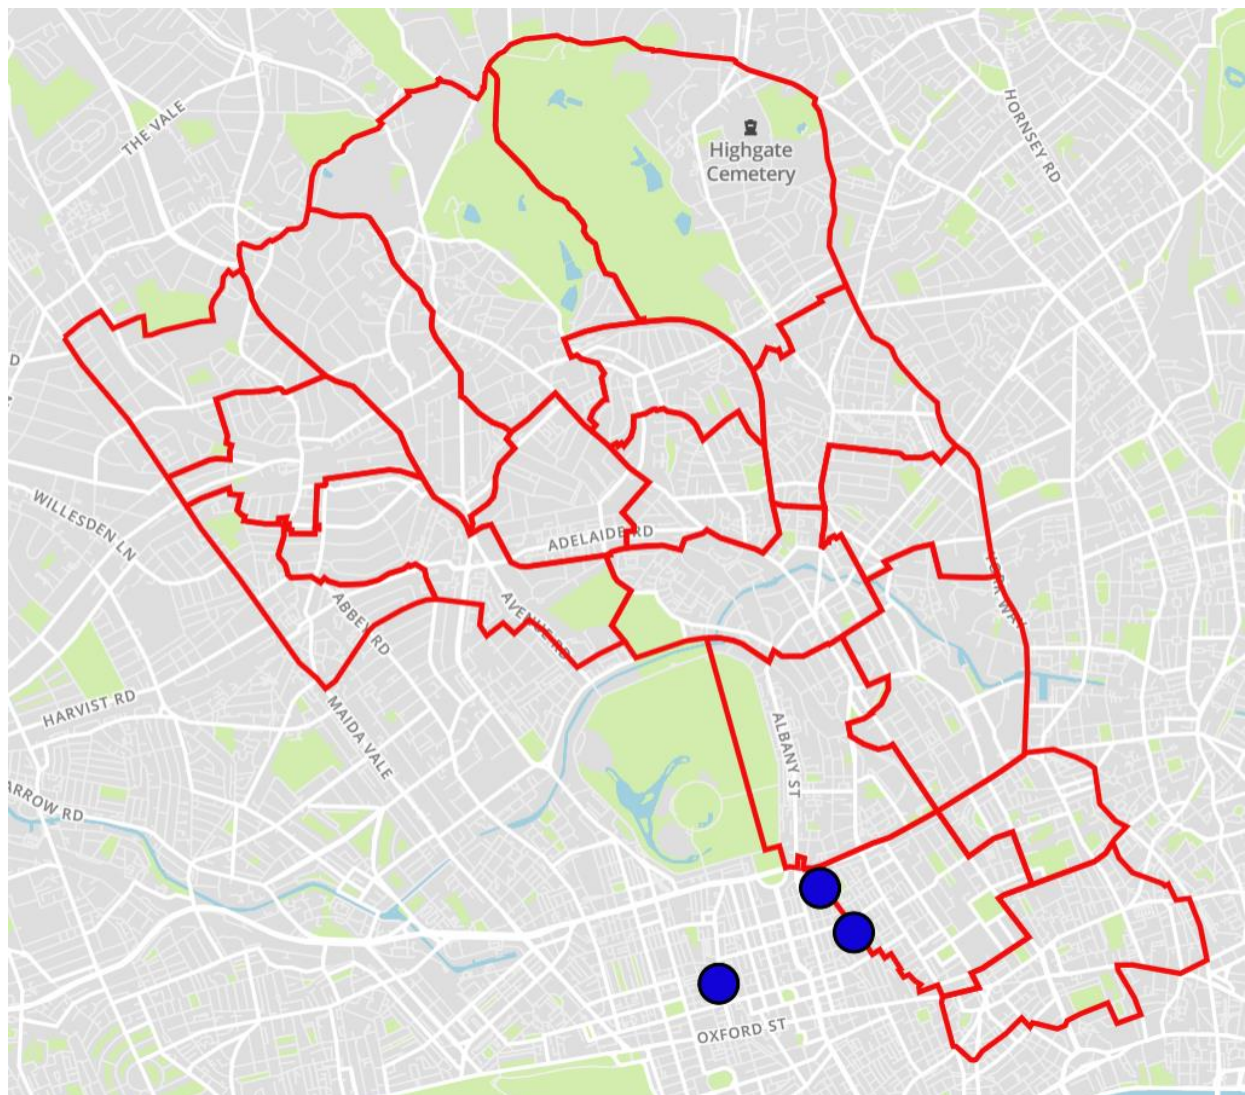 THE VALE
HORNSEY RD
Highgate
Cemetery
D
WILLESDEN LN
ADELAIDE RD
YORK WAY
AVENUE RD
ABBEY RD
HARVIST RD
MAIDA VALE
ALBANY ST
ARROW RD
OXFORD ST